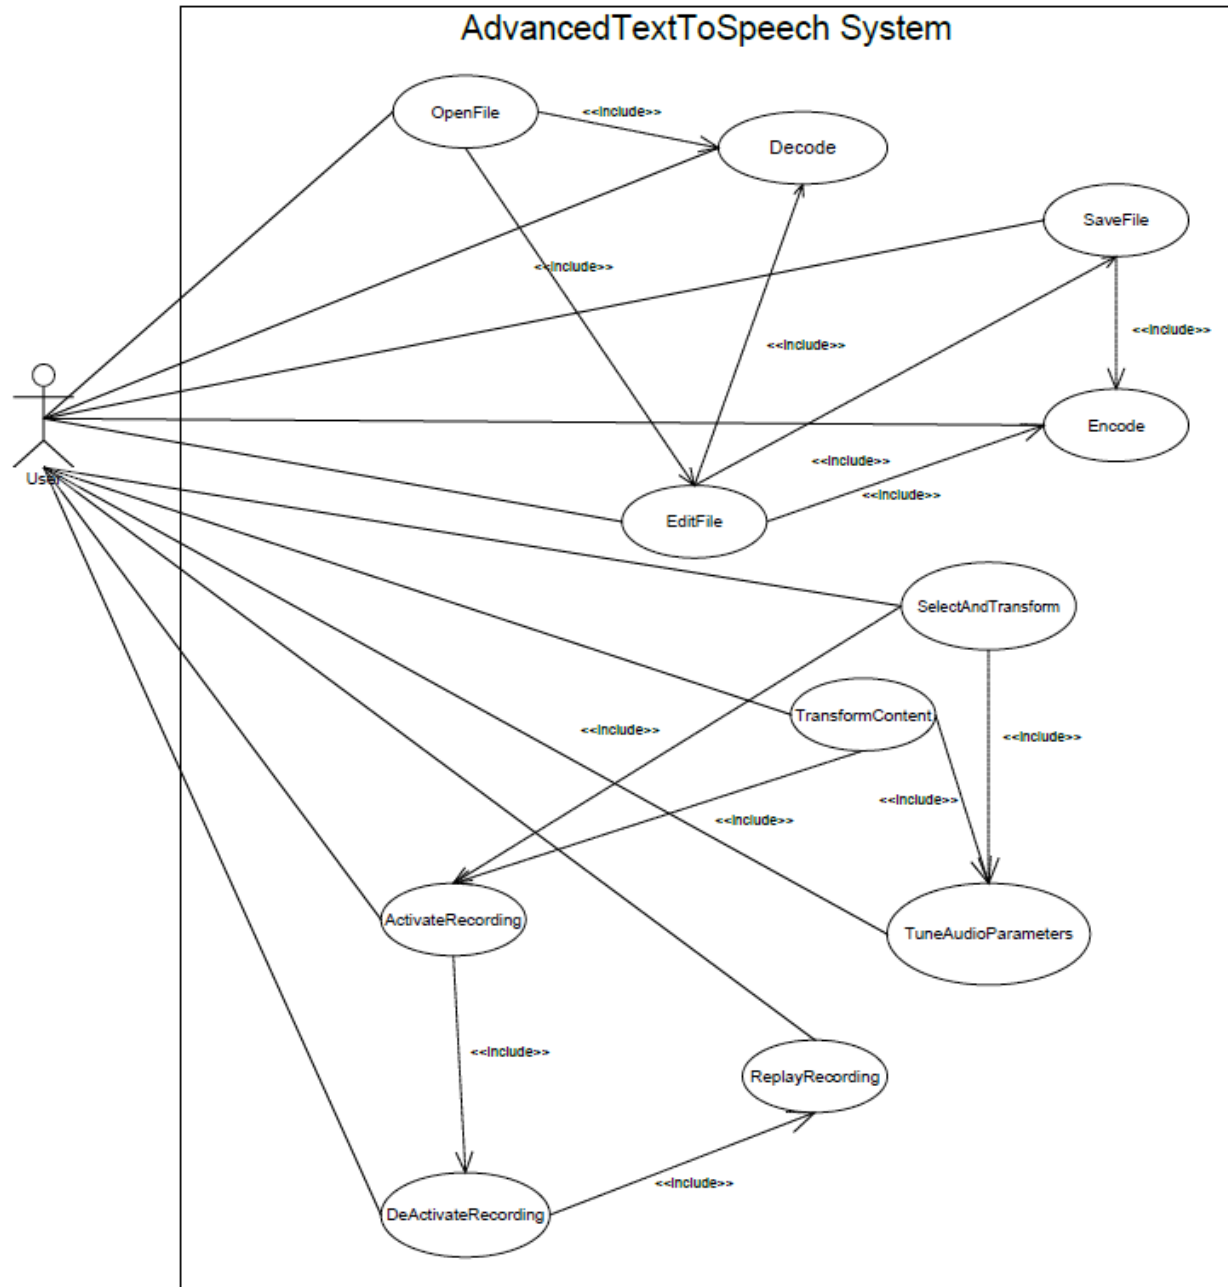 AdvancedTextToSpeech System
OpenFile
<<Include>>
Decode
SaveFile
<<Include>>
<<Include>>
<<Include>>
Encode
<<Include>>
User
<<Include>>
EditFile
SelectAndTransform
TransformContent
<<Include>>
<<Include>>
<<Include>>
<<Include>>
ActivateRecording
TuneAudioParameters
<<Include>>
ReplayRecording
<<Include>>
DeActivateRecording